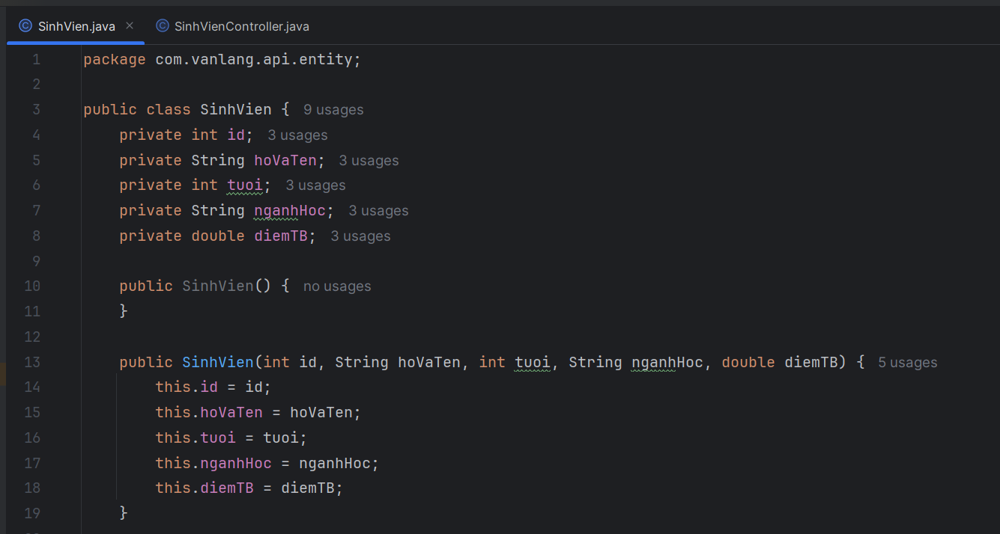 SinhVien.java SinhVienController.java
1 package com.vanlang.api.entity;
2
3 public class SinhVien { 9 usages
4 private int id; 3 usages
5 private String hoVaTen; 3 usages
6 private int tuoi; 3 usages
7 private String nganhHoc; 3 usages
8 private double diemTB; 3 usages
9
10 public SinhVien() { no usages
11 }
12
13 public SinhVien(int id, String hoVaTen, int tuoi, String nganhHoc, double diemTB) { 5 usages
14 this.id = id;
15 this.hoVaTen = hoVaTen;
16 this.tuoi = tuoi;
17 this.nganhHoc = nganhHoc;
18 this.diemTB = diemTB;
19 }